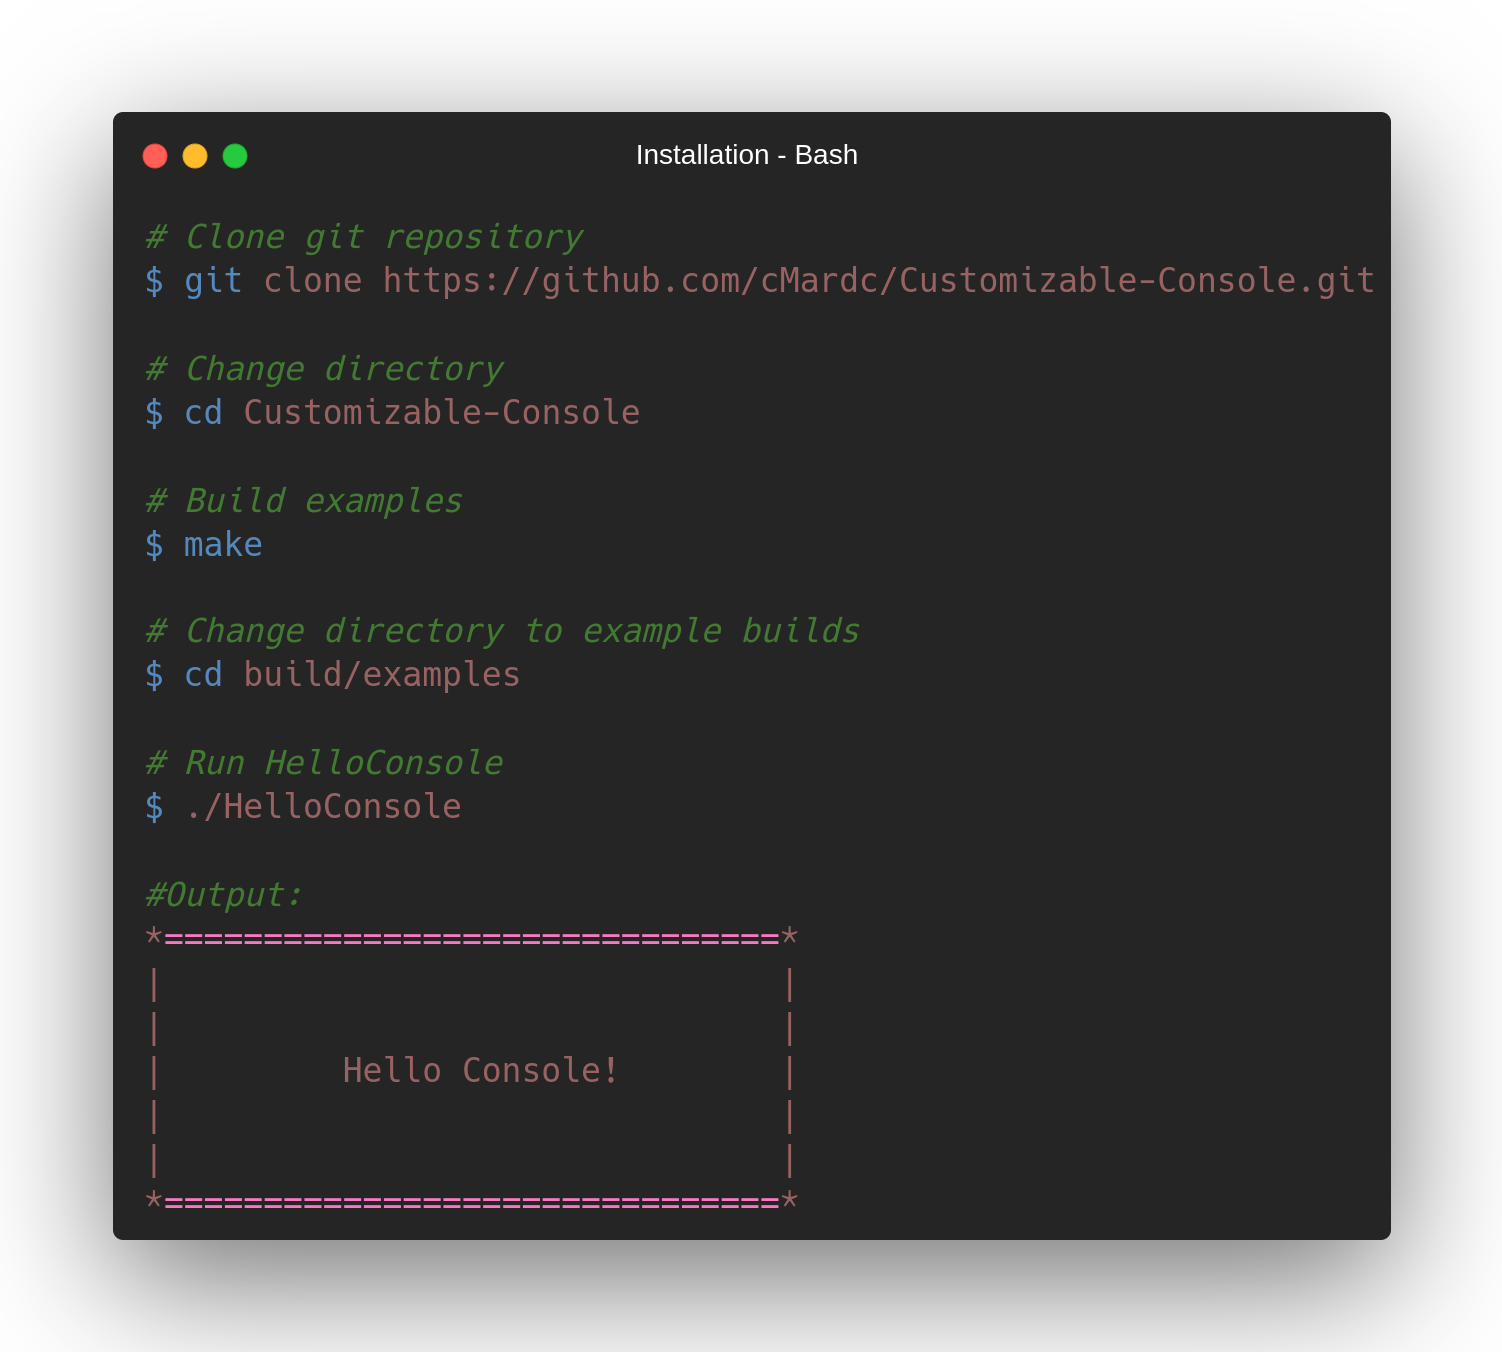 Installation - Bash
# Clone git repository
$ git clone https://github.com/cMardc/Customizable-Console.git
# Change directory
$ cd Customizable-Console
# Build examples
$ make
# Change directory to example builds
$ cd build/examples
# Run HelloConsole
$ ./HelloConsole
#Output:
*===============================*
|                               |
|                               |
|         Hello Console!        |
|                               |
|                               |
*===============================*